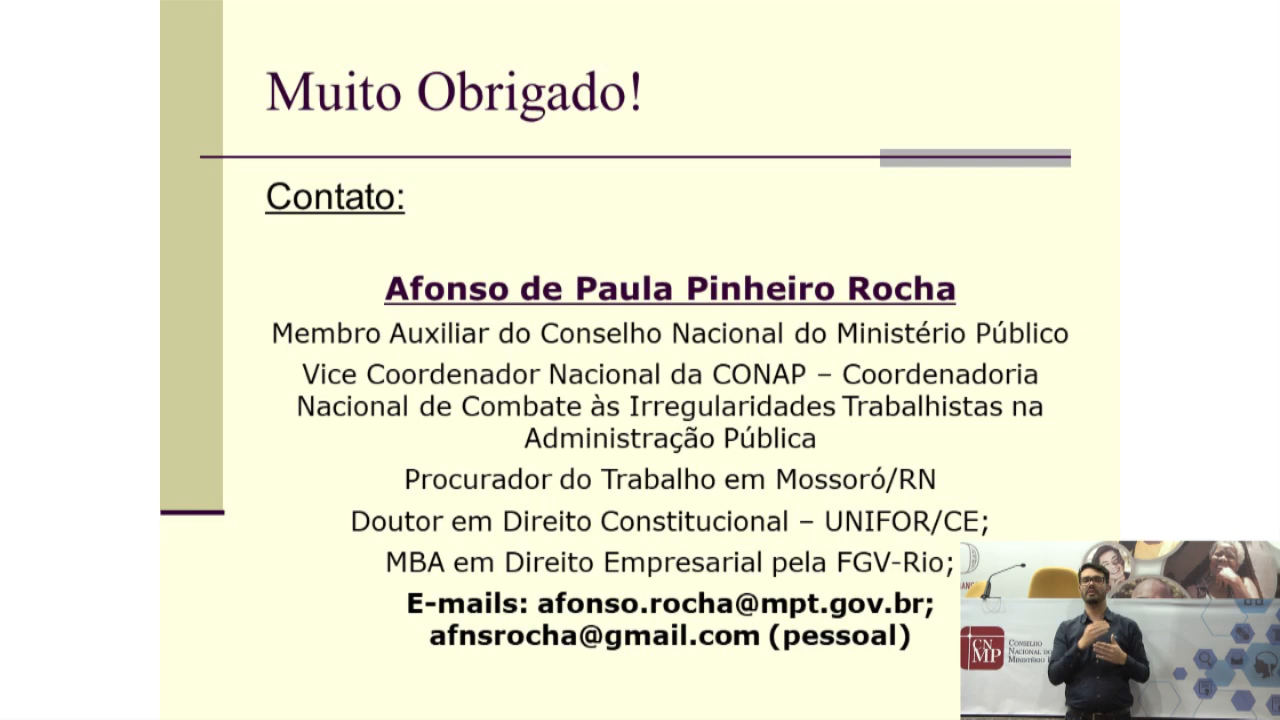 Muito Obrigado!
Contato:
Afonso de Paula Pinheiro Rocha
Membro Auxiliar do Conselho Nacional do Ministério Público
Vice Coordenador Nacional da CONAP – Coordenadoria
Nacional de Combate às Irregularidades Trabalhistas na
Administração Pública
Procurador do Trabalho em Mossoró/RN
Doutor em Direito Constitucional – UNIFOR/CE;
MBA em Direito Empresarial pela FGV-Rio;
E-mails: afonso.rocha@mpt.gov.br;
afnsrocha@gmail.com (pessoal)
CN
MP
CONSELHO
NACIONAL DO
MINISTÉRIO